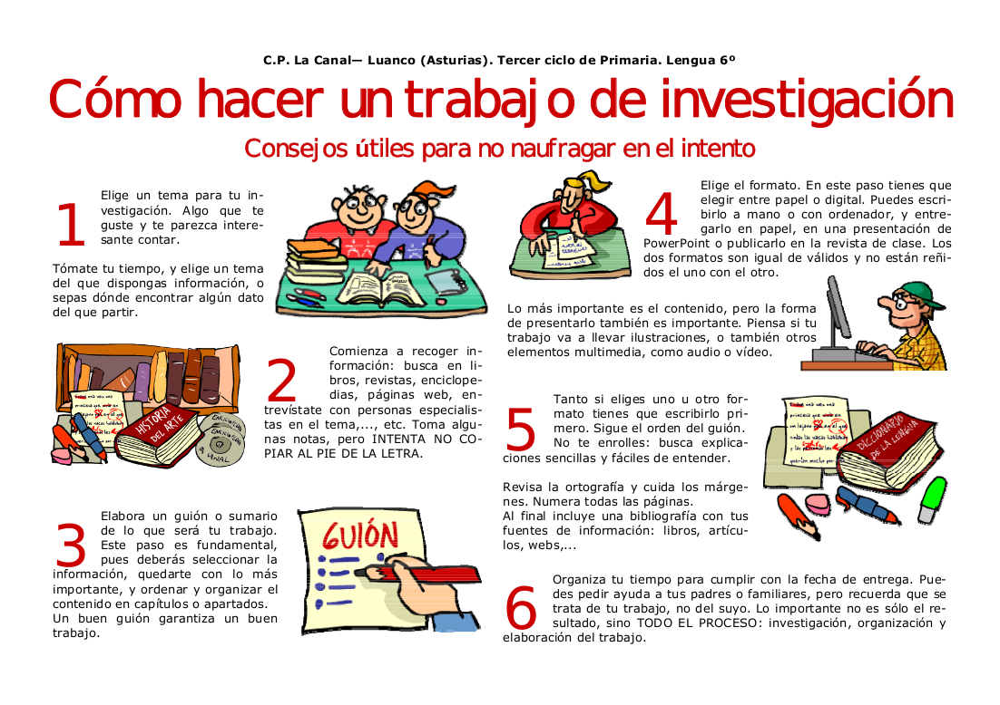 C.P. La Canal— Luanco (Asturias). Tercer ciclo de Primaria. Lengua 6º
Cómo hacer un trabajo de investigación
Consejos útiles para no naufragar en el intento
1
Elige un tema para tu in-
vestigación. Algo que te
guste y te parezca intere-
sante contar.
Tómate tu tiempo, y elige un tema
del que dispongas información, o
sepas dónde encontrar algún dato
del que partir.
2
Comienza a recoger in-
formación: busca en li-
bros, revistas, enciclope-
dias, páginas web, en-
trevístate con personas especialis-
tas en el tema,..., etc. Toma algu-
nas notas, pero INTENTA NO CO-
PIAR AL PIE DE LA LETRA.
HISTORIA
DEL ARTE
3
Elabora un guión o sumario
de lo que será tu trabajo.
Este paso es fundamental,
pues deberás seleccionar la
información, quedarte con lo más
importante, y ordenar y organizar el
contenido en capítulos o apartados.
Un buen guión garantiza un buen
trabajo.
GUIÓN
4
Elige el formato. En este paso tienes que
elegir entre papel o digital. Puedes escri-
birlo a mano o con ordenador, y entre-
garlo en papel, en una presentación de
PowerPoint o publicarlo en la revista de clase. Los
dos formatos son igual de válidos y no están reñi-
dos el uno con el otro.
Lo más importante es el contenido, pero la forma
de presentarlo también es importante. Piensa si tu
trabajo va a llevar ilustraciones, o también otros
elementos multimedia, como audio o vídeo.
5
Tanto si eliges uno u otro for-
mato tienes que escribirlo pri-
mero. Sigue el orden del guión.
No te enrolles: busca explica-
ciones sencillas y fáciles de entender.
Revisa la ortografía y cuida los márge-
nes. Numera todas las páginas.
Al final incluye una bibliografía con tus
fuentes de información: libros, artícu-
los, webs,...
DICCIONARIO
DE LA LENGUA
6
Organiza tu tiempo para cumplir con la fecha de entrega. Pue-
des pedir ayuda a tus padres o familiares, pero recuerda que se
trata de tu trabajo, no del suyo. Lo importante no es sólo el re-
sultado, sino TODO EL PROCESO: investigación, organización y
elaboración del trabajo.